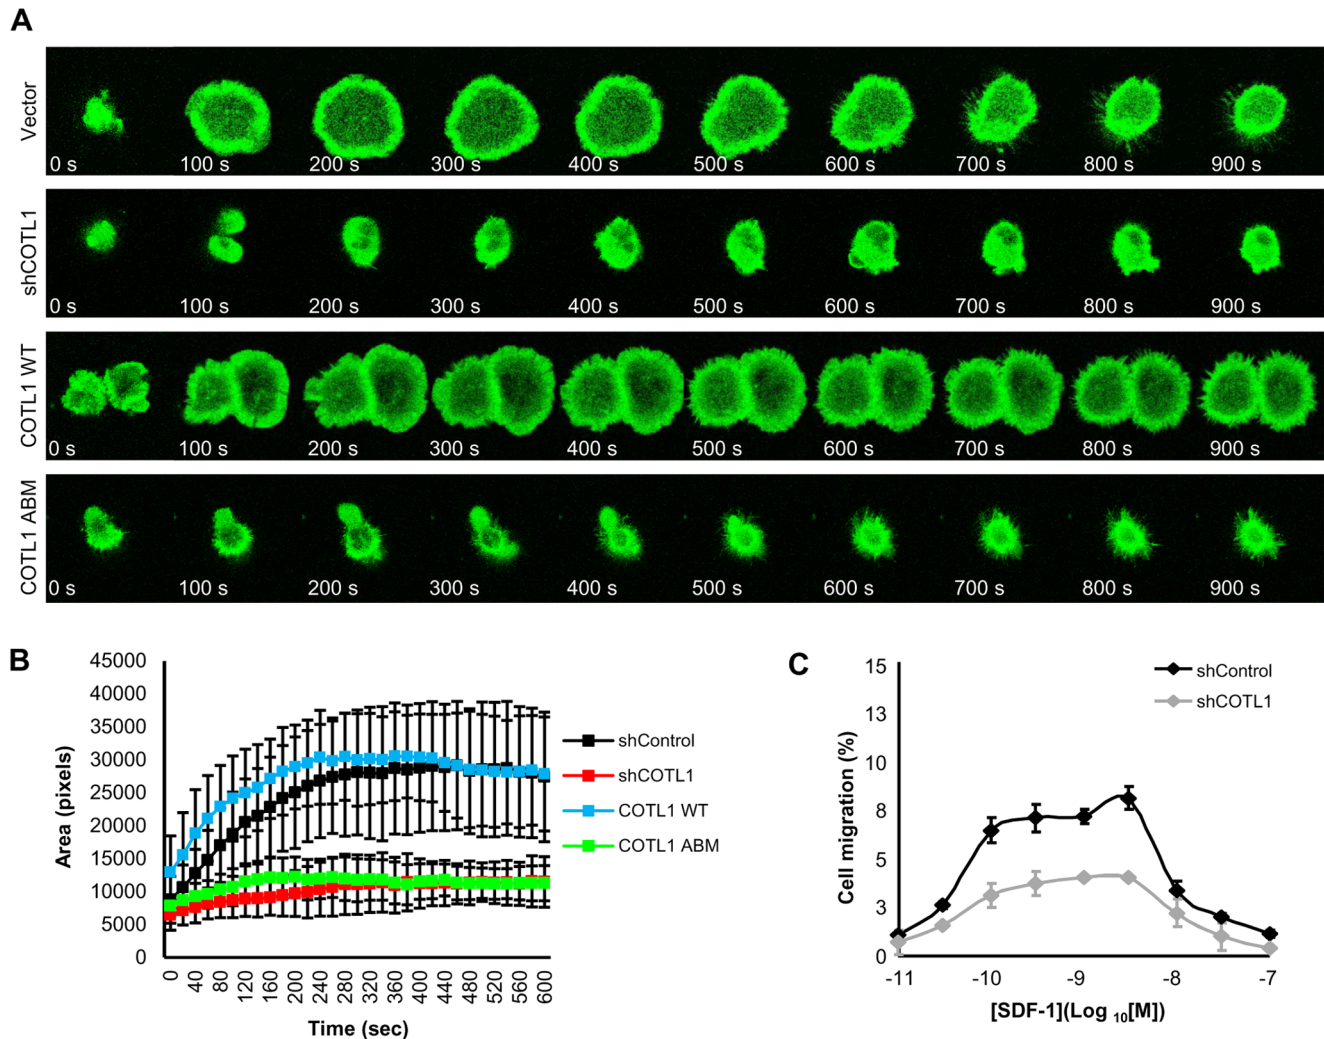 A
Vector
0 s 100 s 200 s 300 s 400 s 500 s 600 s 700 s 800 s 900 s
shCOTL1
0 s 100 s 200 s 300 s 400 s 500 s 600 s 700 s 800 s 900 s
COTL1 WT
0 s 100 s 200 s 300 s 400 s 500 s 600 s 700 s 800 s 900 s
COTL1 ABM
0 s 100 s 200 s 300 s 400 s 500 s 600 s 700 s 800 s 900 s
B
Area (pixels)
45000
40000
35000
30000
25000
20000
15000
10000
5000
0
0 40 80 120 160 200 240 280 320 360 400 440 480 520 560 600
Time (sec)
shControl
shCOTL1
COTL1 WT
COTL1 ABM
C
Cell migration (%)
15
13
10
8
5
3
0
-11 -10 -9 -8 -7
[SDF-1](Log 10[M])
shControl
shCOTL1